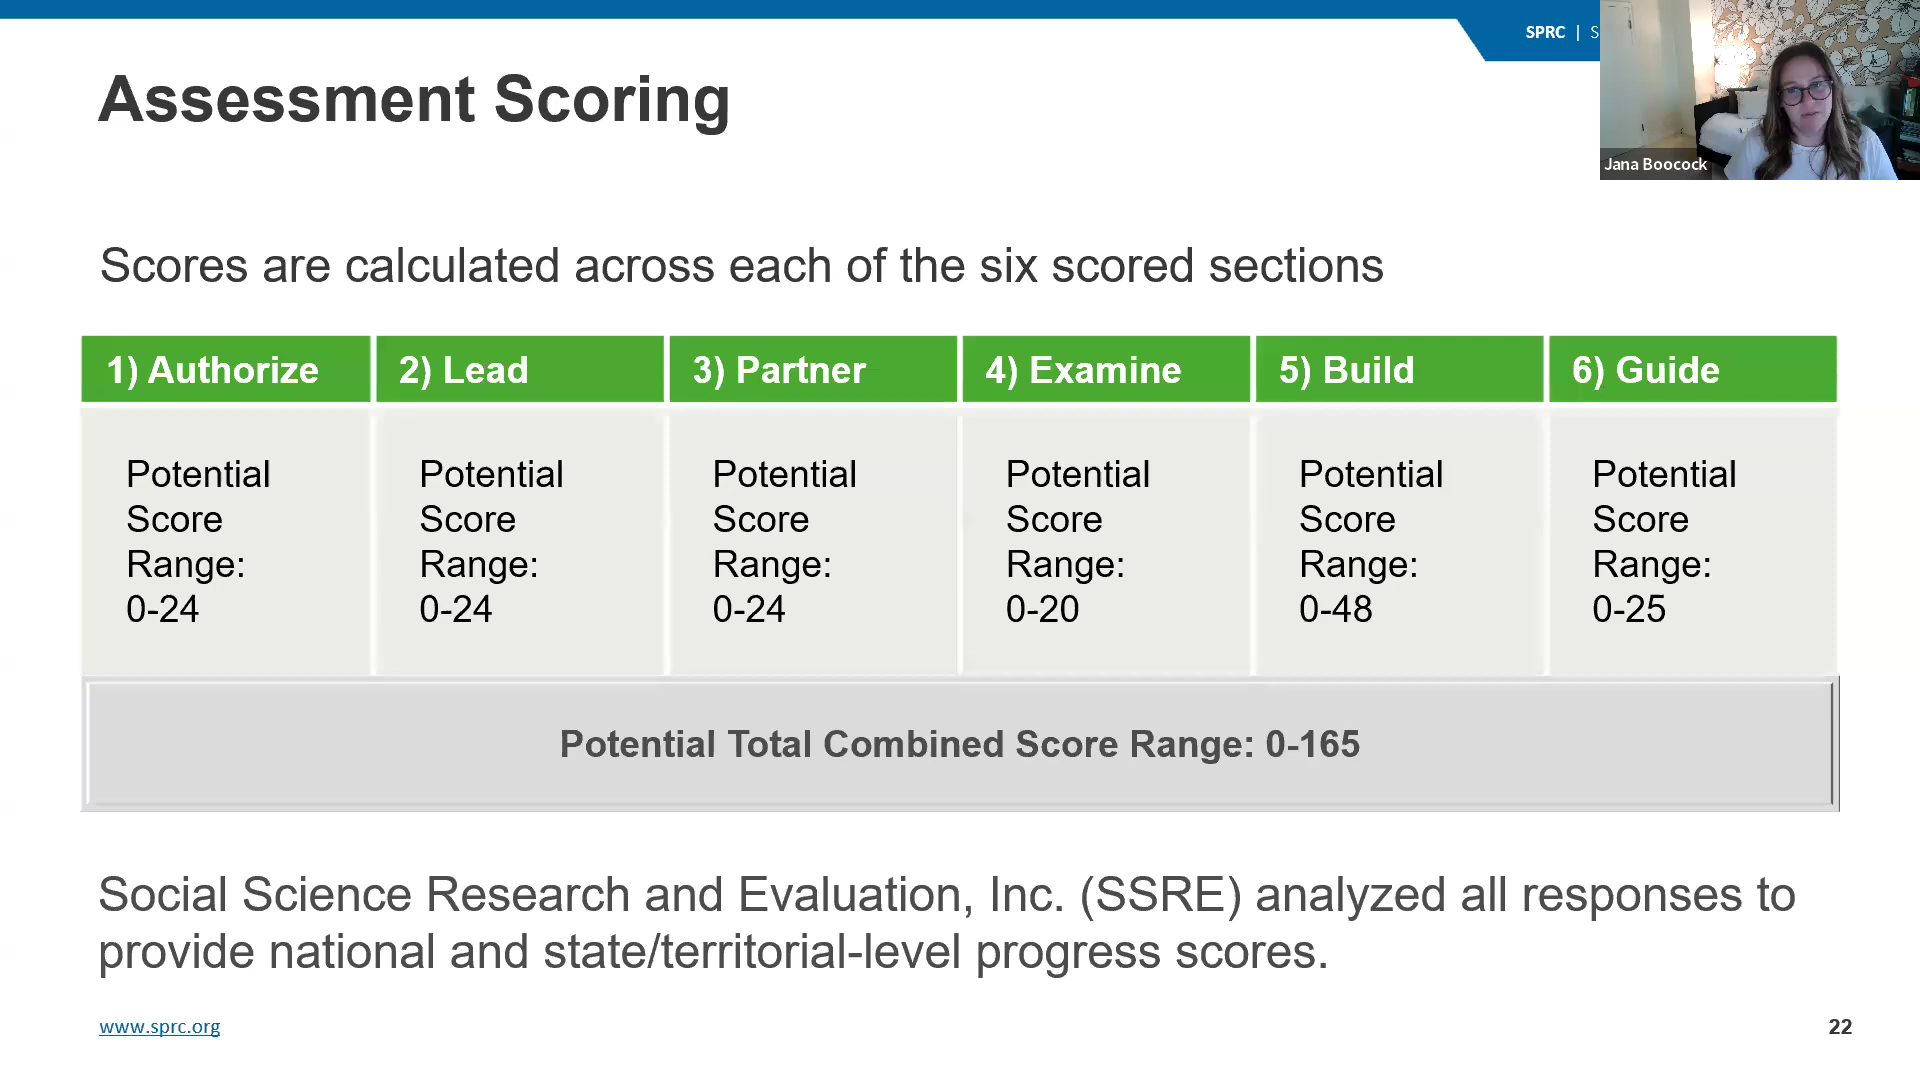 SPRC | S
Assessment Scoring
Jana Boocock
Scores are calculated across each of the six scored sections
1) Authorize
2) Lead
3) Partner
4) Examine
5) Build
6) Guide
Potential
Score
Range:
0-24
Potential
Score
Range:
0-24
Potential
Score
Range:
0-24
Potential
Score
Range:
0-20
Potential
Score
Range:
0-48
Potential
Score
Range:
0-25
Potential Total Combined Score Range: 0-165
Social Science Research and Evaluation, Inc. (SSRE) analyzed all responses to
provide national and state/territorial-level progress scores.
www.sprc.org
22